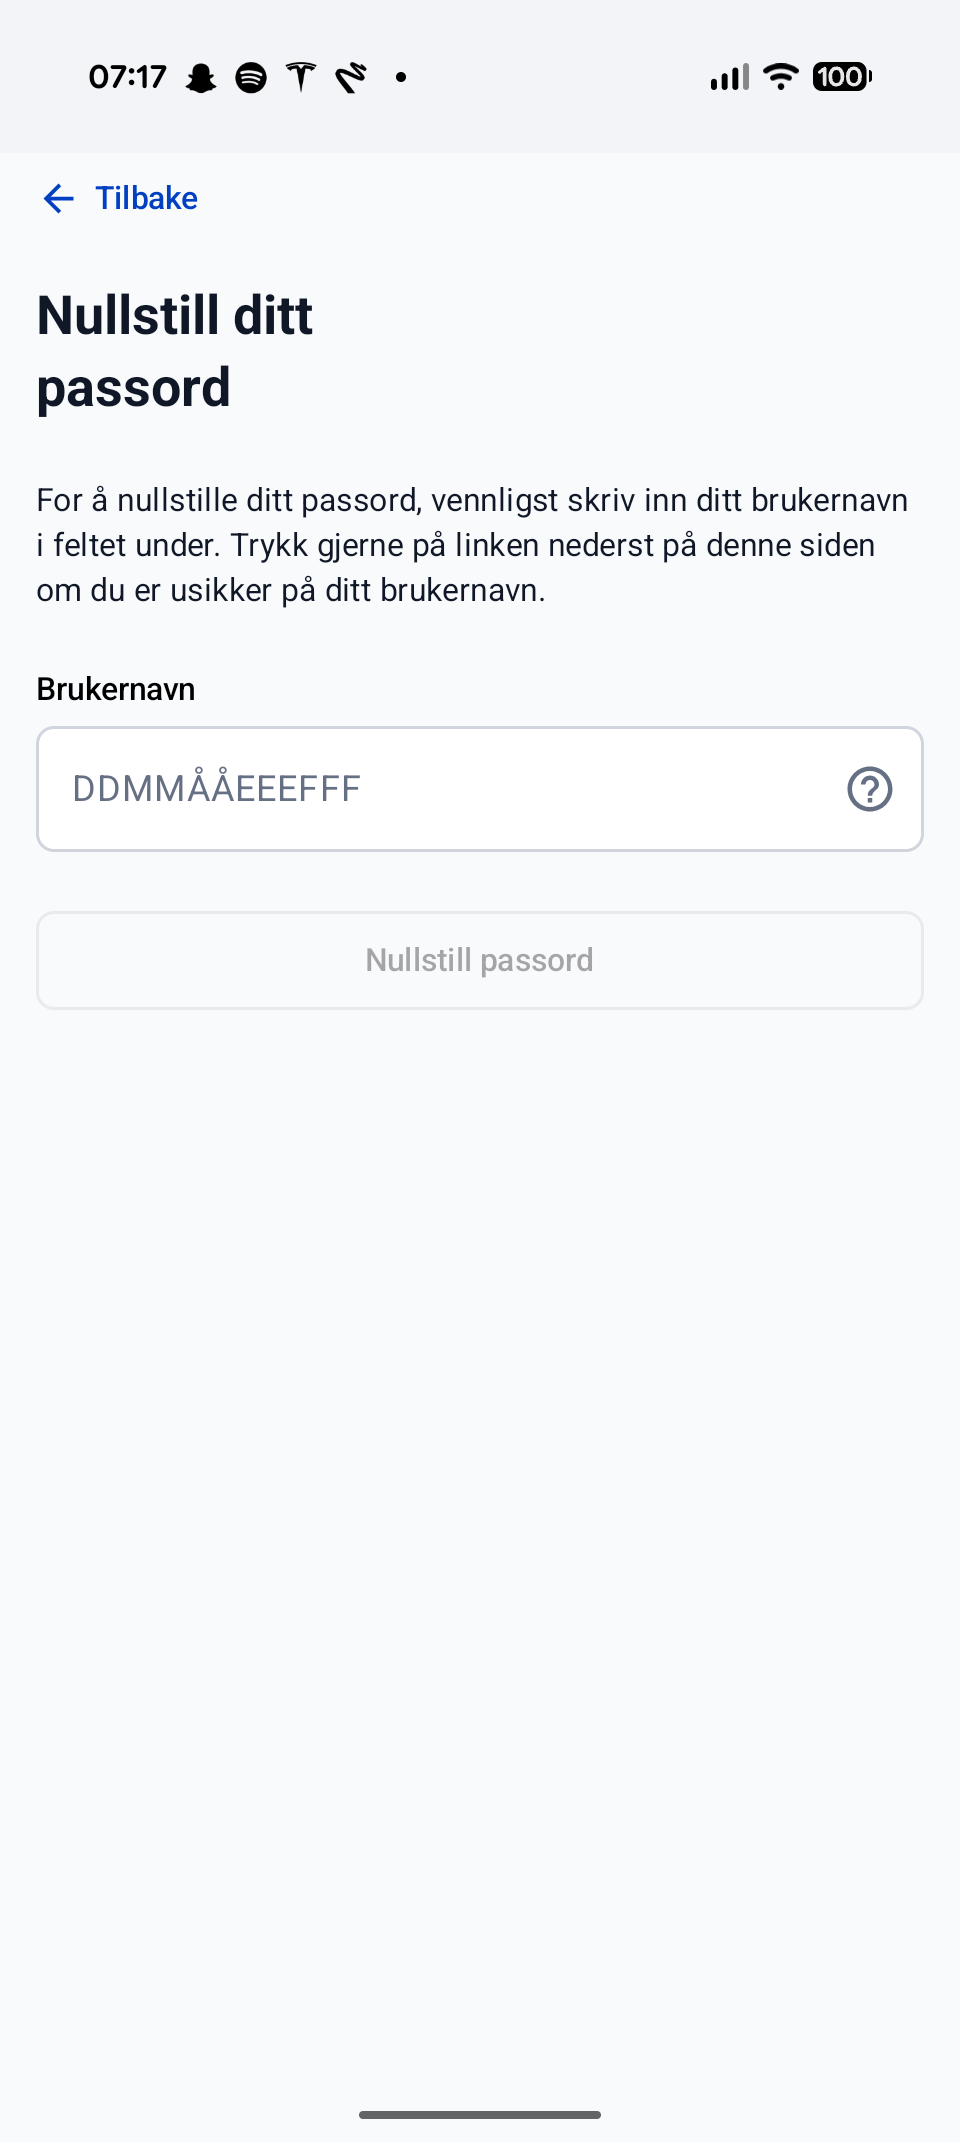 07:17
100
Tilbake
Nullstill ditt
passord
For å nullstille ditt passord, vennligst skriv inn ditt brukernavn
i feltet under. Trykk gjerne på linken nederst på denne siden
om du er usikker på ditt brukernavn.
Brukernavn
DDMMÅÅEEEFFF
Nullstill passord